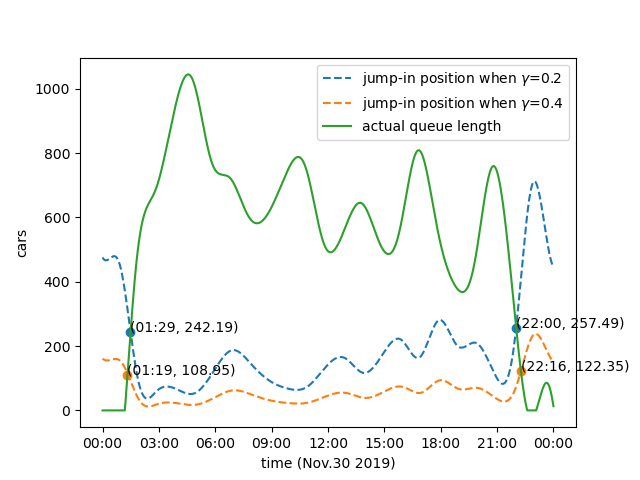 jump-in position when γ=0.2
jump-in position when γ=0.4
actual queue length
1000
800
600
400
200
0
cars
(01:29, 242.19)
(22:00, 257.49)
(01:19, 108.95)
(22:16, 122.35)
00:00 03:00 06:00 09:00 12:00 15:00 18:00 21:00 00:00
time (Nov.30 2019)